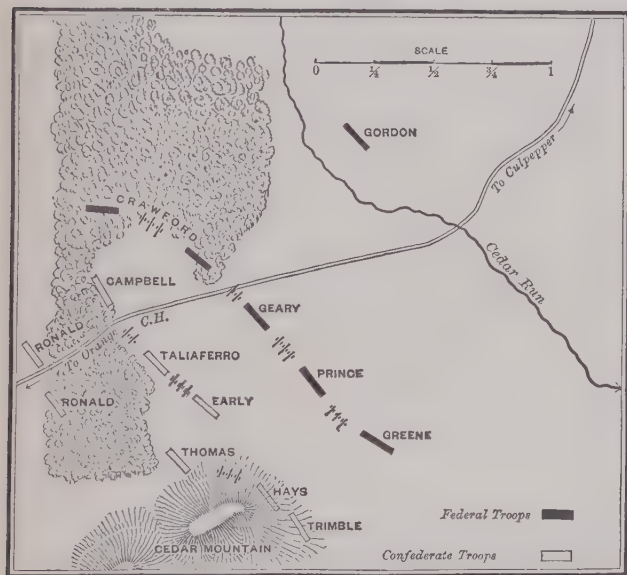 SCALE
0 ¼ ½ ¾ 1
GORDON
To Culpepper
CRAWFORD
Cedar Run
CAMPBELL
GEARY
C.H.
RONALD
To Orange
TALIAFERRO
PRINCE
RONALD
EARLY
GREENE
THOMAS
HAYS
TRIMBLE
Federal Troops
CEDAR MOUNTAIN
Confederate Troops